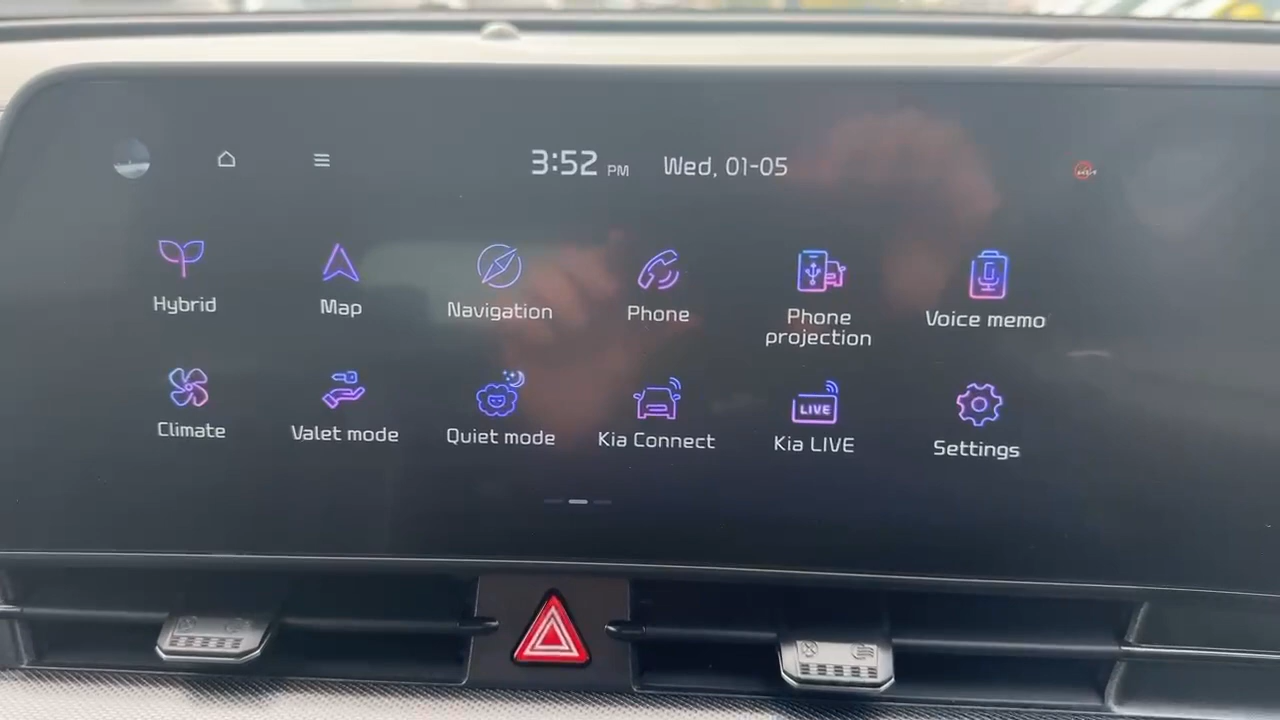 3:52 PM Wed, 01-05
Hybrid Map Navigation Phone Phone projection Voice memo
Climate Valet mode Quiet mode Kia Connect LIVE Kia LIVE Settings